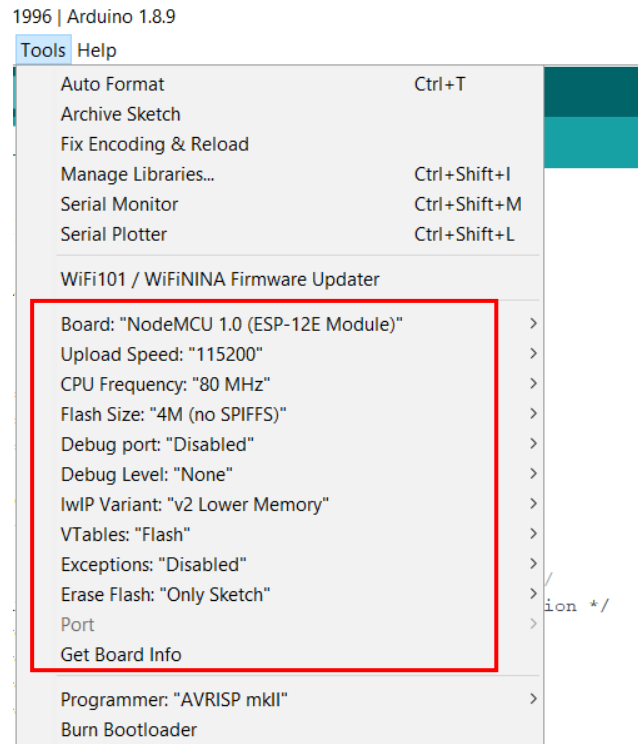 1996 | Arduino 1.8.9
Tools Help
Auto Format Ctrl+T
Archive Sketch
Fix Encoding & Reload
Manage Libraries... Ctrl+Shift+I
Serial Monitor Ctrl+Shift+M
Serial Plotter Ctrl+Shift+L
WiFi101 / WiFiNINA Firmware Updater
Board: "NodeMCU 1.0 (ESP-12E Module)"
Upload Speed: "115200"
CPU Frequency: "80 MHz"
Flash Size: "4M (no SPIFFS)"
Debug port: "Disabled"
Debug Level: "None"
lwIP Variant: "v2 Lower Memory"
VTables: "Flash"
Exceptions: "Disabled"
/
Erase Flash: "Only Sketch"
ion */
Port
Get Board Info
Programmer: "AVRISP mkII"
Burn Bootloader